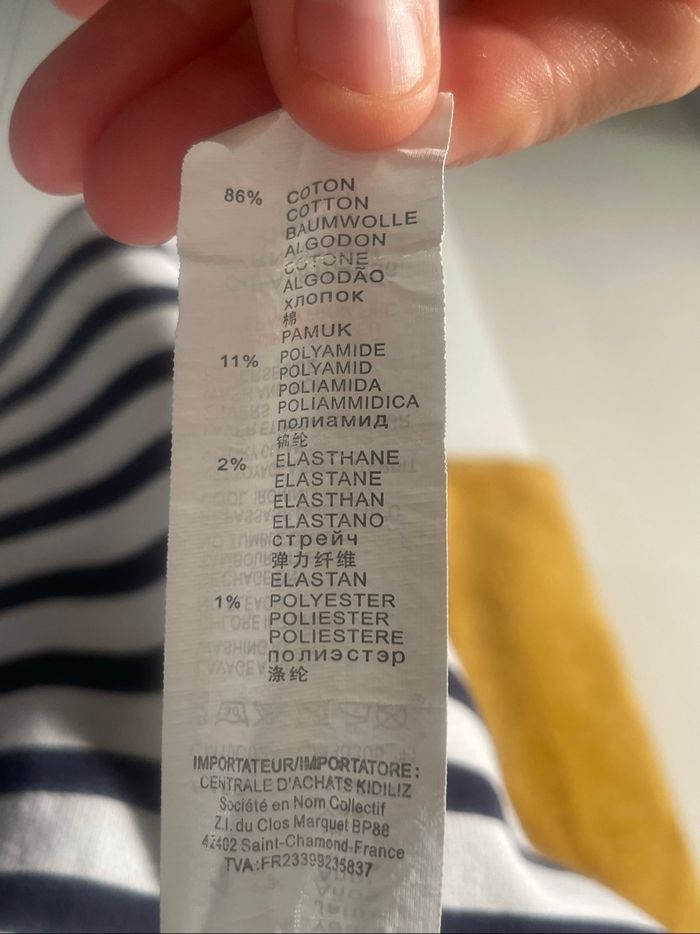 86% COTON
COTTON
BAUMWOLLE
ALGODON
COTONE
ALGODÃO
хлопок
棉
PAMUK
11% POLYAMIDE
POLYAMID
POLIAMIDA
POLIAMMIDICA
полиамид
锦纶
2% ELASTHANE
ELASTANE
ELASTHAN
ELASTANO
стрейч
弹力纤维
ELASTAN
1% POLYESTER
POLIESTER
POLIESTERE
полиэстэр
涤纶
IMPORTATEUR/IMPORTATORE:
CENTRALE D'ACHATS KIDILIZ
Société en Nom Collectif
Z.I. du Clos Marquet BP88
42402 Saint-Chamond-France
TVA:FR23399235837